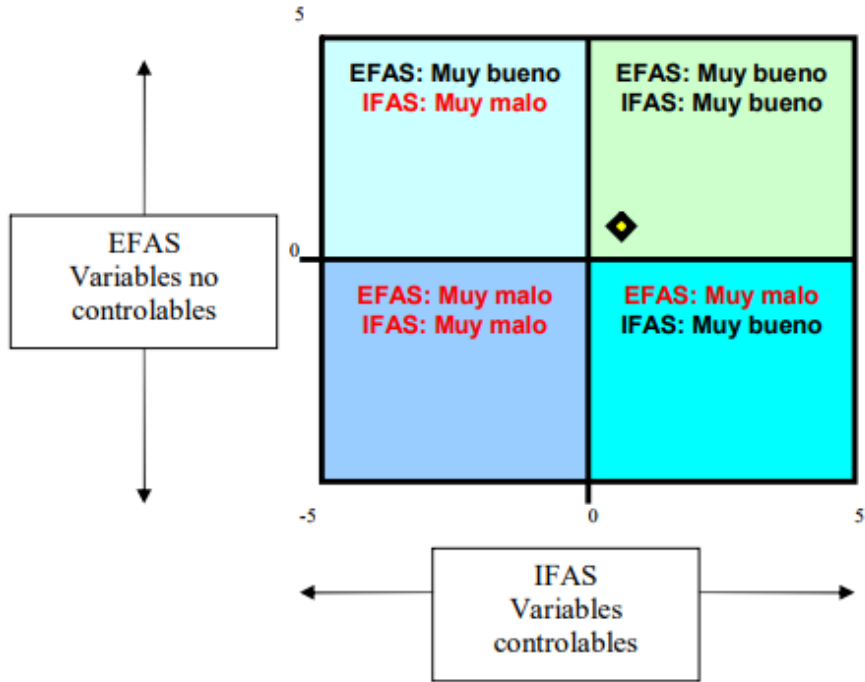 5
EFAS: Muy bueno
IFAS: Muy malo
EFAS: Muy bueno
IFAS: Muy bueno
EFAS
Variables no
controlables
0
EFAS: Muy malo
IFAS: Muy malo
EFAS: Muy malo
IFAS: Muy bueno
-5
0
5
IFAS
Variables
controlables